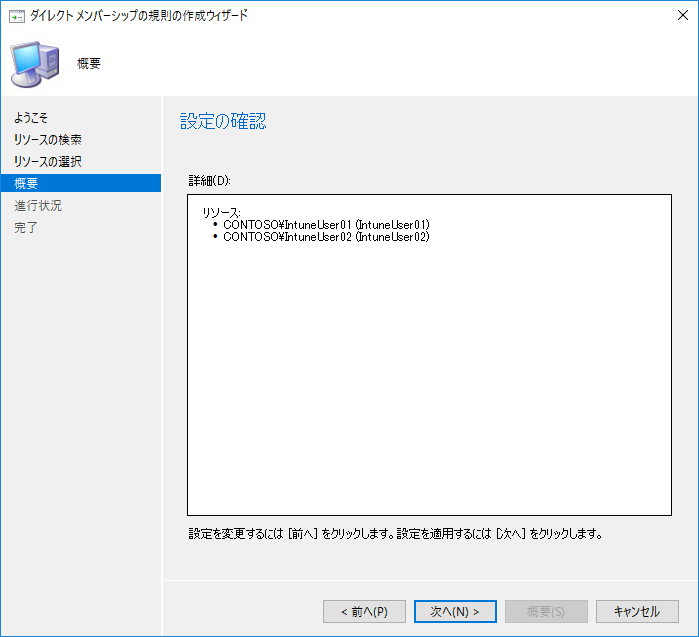 ダイレクト メンバーシップの規則の作成ウィザード
概要
ようこそ
リソースの検索
リソースの選択
概要
進行状況
完了
設定の確認
詳細(D):
リソース:
• CONTOSO¥IntuneUser01 (IntuneUser01)
• CONTOSO¥IntuneUser02 (IntuneUser02)
設定を変更するには [前へ] をクリックします。設定を適用するには [次へ] をクリックします。
< 前へ(P)
次へ(N) >
概要(S)
キャンセル